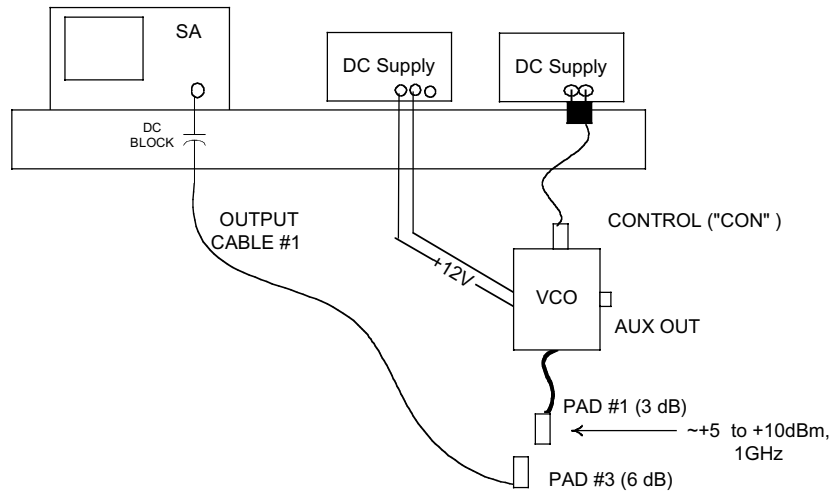 SA
DC Supply
DC Supply
DC
BLOCK
OUTPUT
CABLE #1
CONTROL ("CON" )
+12V
VCO
AUX OUT
PAD #1 (3 dB)
~+5 to +10dBm,
1GHz
PAD #3 (6 dB)